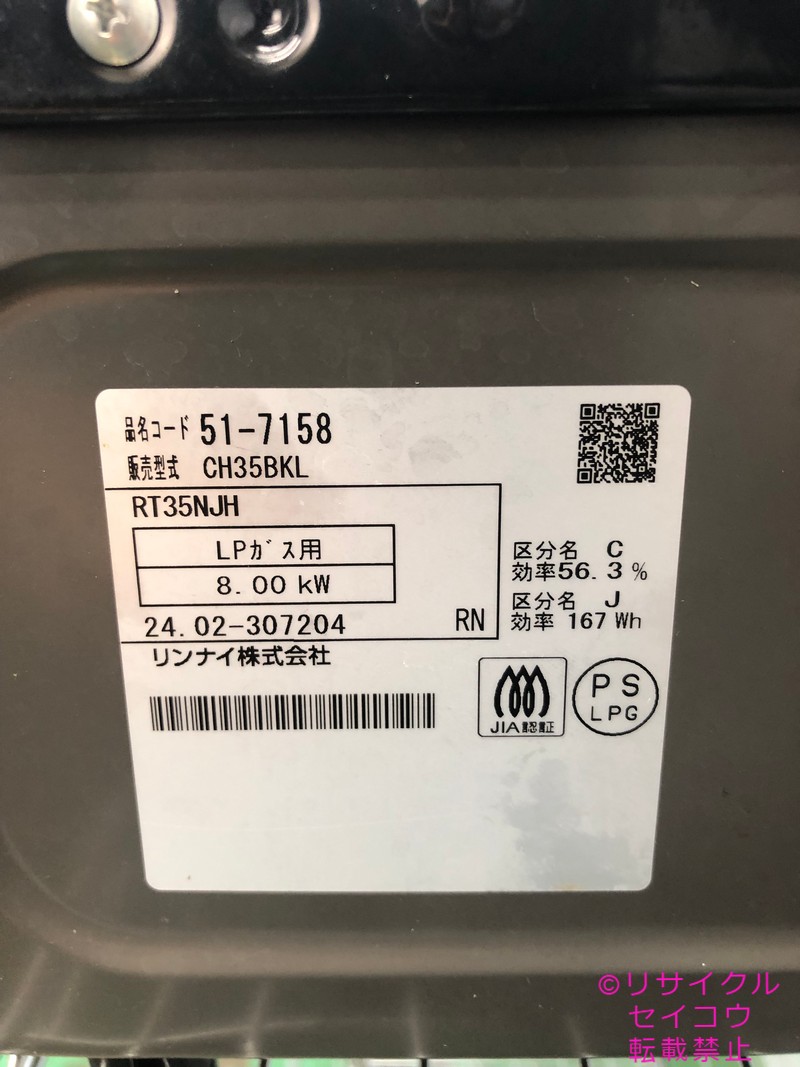 品名コード 51-7158
販売型式 CH35BKL
RT35NJH
LPガス用
8.00 kW
24.02-307204 RN
リンナイ株式会社
区分名 C
効率56.3 %
区分名 J
効率 167 Wh
JIA認証
PS
LPG
©リサイクル
セイコウ
転載禁止